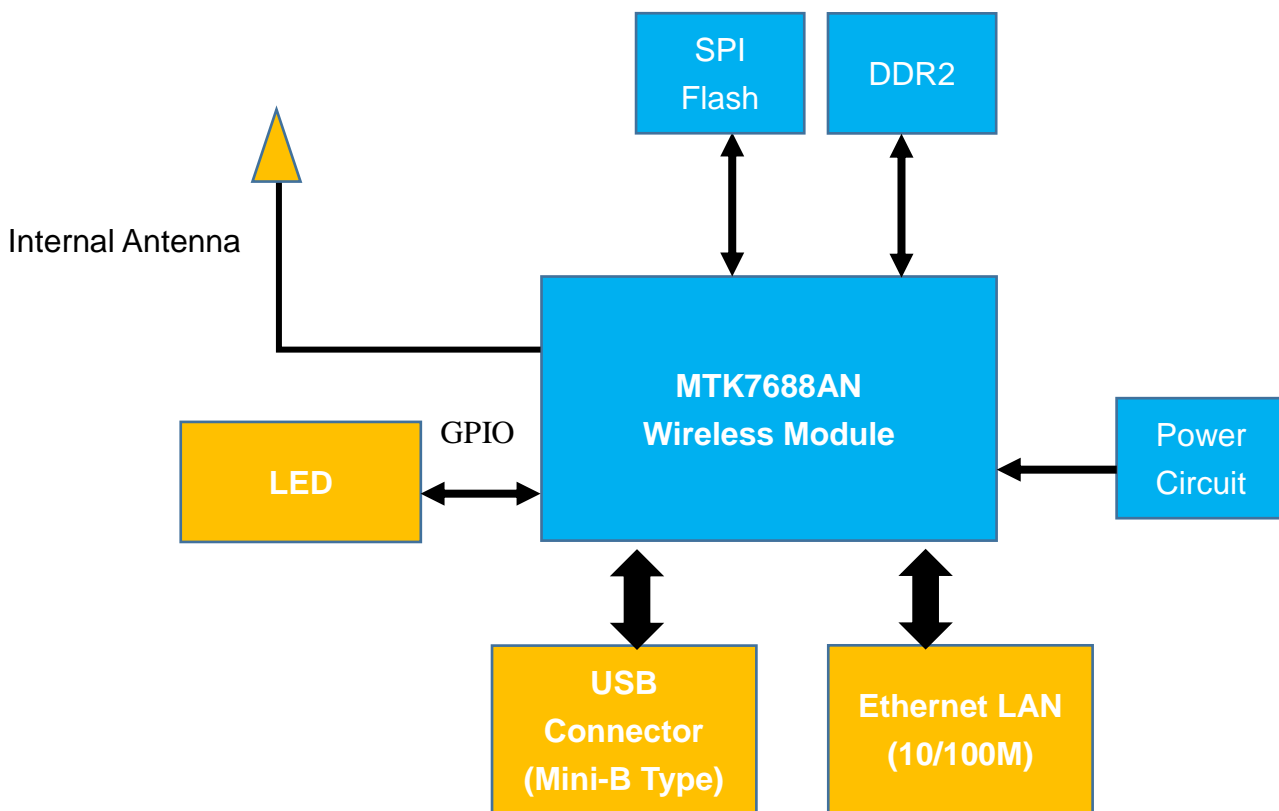 SPI
Flash
DDR2
Internal Antenna
MTK7688AN
Wireless Module
GPIO
LED
Power
Circuit
USB
Connector
(Mini-B Type)
Ethernet LAN
(10/100M)